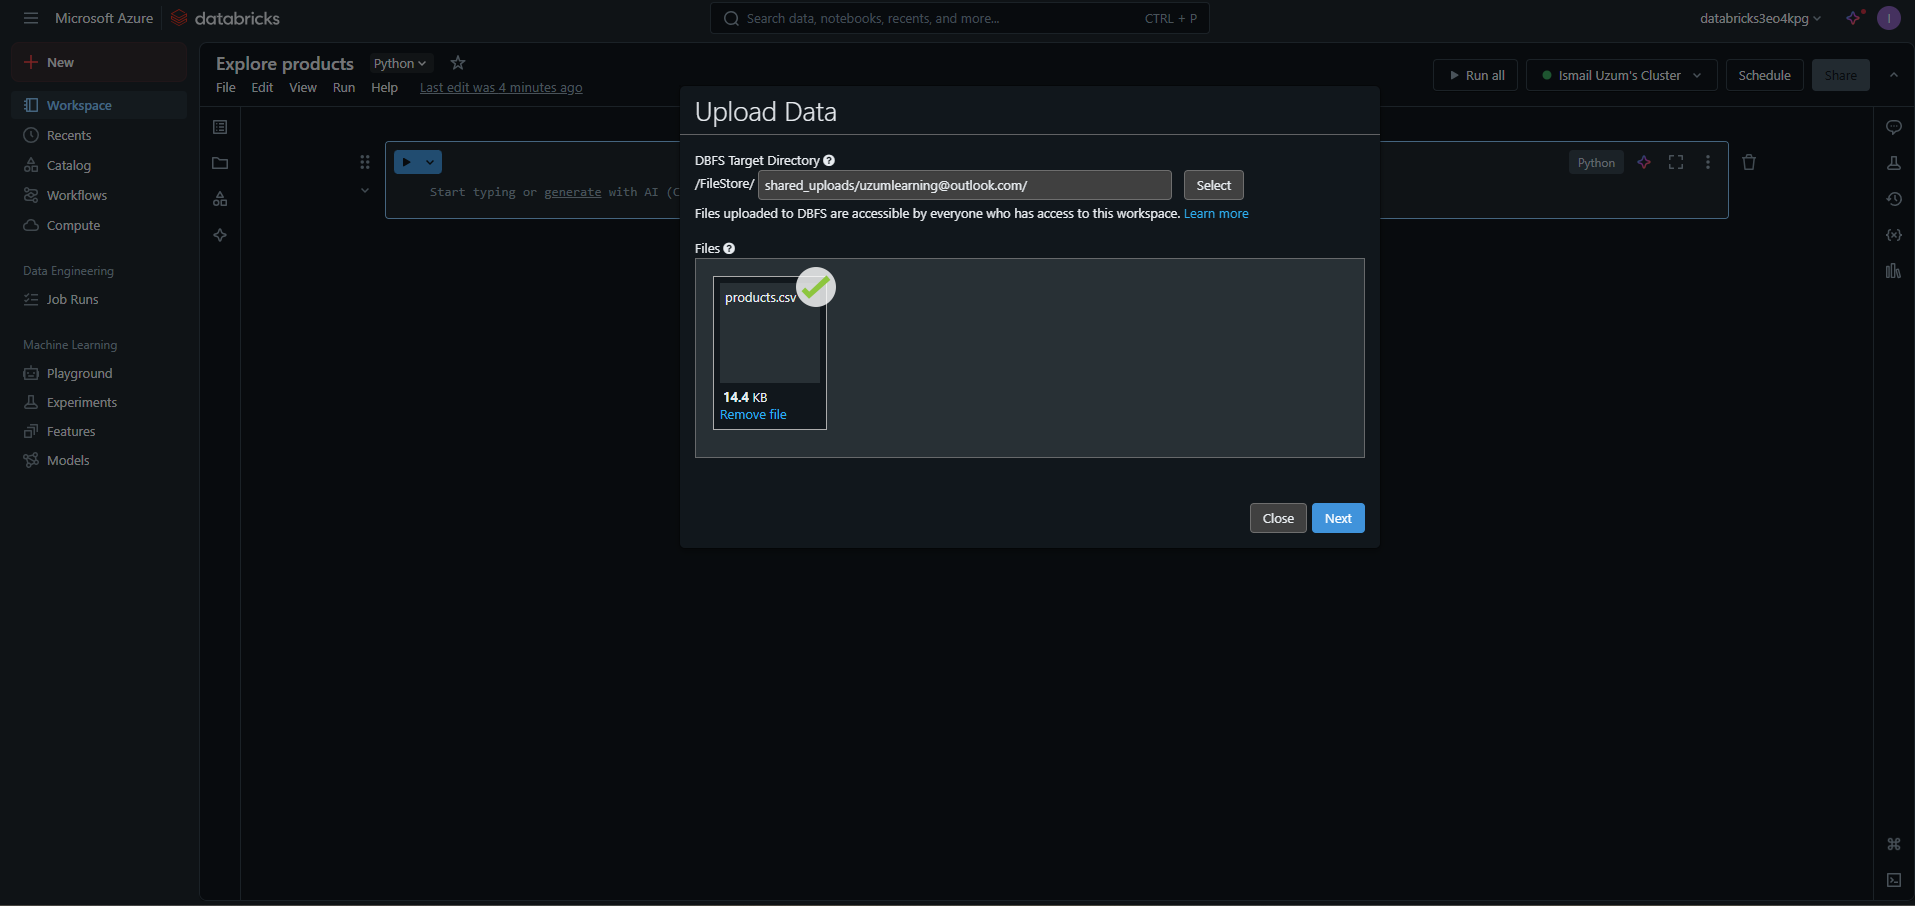 Microsoft Azure databricks
Search data, notebooks, recents, and more... CTRL + P
databricks3eo4kpg
I
New
Workspace
Recents
Catalog
Workflows
Compute
Data Engineering
Job Runs
Machine Learning
Playground
Experiments
Features
Models
Explore products Python
File Edit View Run Help Last edit was 4 minutes ago
Run all Ismail Uzum's Cluster Schedule Share
Start typing or generate with AI (C
Python
Upload Data
DBFS Target Directory ?
/FileStore/ shared_uploads/uzumlearning@outlook.com/ Select
Files uploaded to DBFS are accessible by everyone who has access to this workspace. Learn more
Files ?
products.csv
14.4 KB
Remove file
Close Next